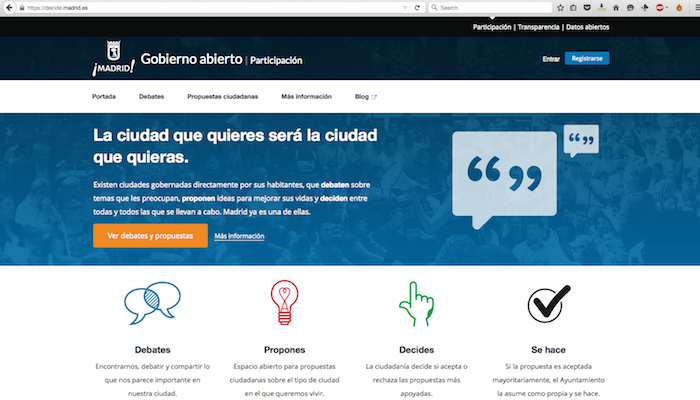 https://decide.madrid.es
Search
Participación | Transparencia | Datos abiertos
¡MADRID!
Gobierno abierto | Participación
Entrar
Registrarse
Portada
Debates
Propuestas ciudadanas
Más información
Blog
La ciudad que quieres será la ciudad
que quieras.
Existen ciudades gobernadas directamente por sus habitantes, que debaten sobre
temas que les preocupan, proponen ideas para mejorar sus vidas y deciden entre
todas y todos las que se llevan a cabo. Madrid ya es una de ellas.
Ver debates y propuestas
Más información
Debates
Encontrarnos, debatir y compartir lo
que nos parece importante en
nuestra ciudad.
Propones
Espacio abierto para propuestas
ciudadanas sobre el tipo de ciudad
en el que queremos vivir.
Decides
La ciudadanía decide si acepta o
rechaza las propuestas más
apoyadas.
Se hace
Si la propuesta es aceptada
mayoritariamente, el Ayuntamiento
la asume como propia y se hace.